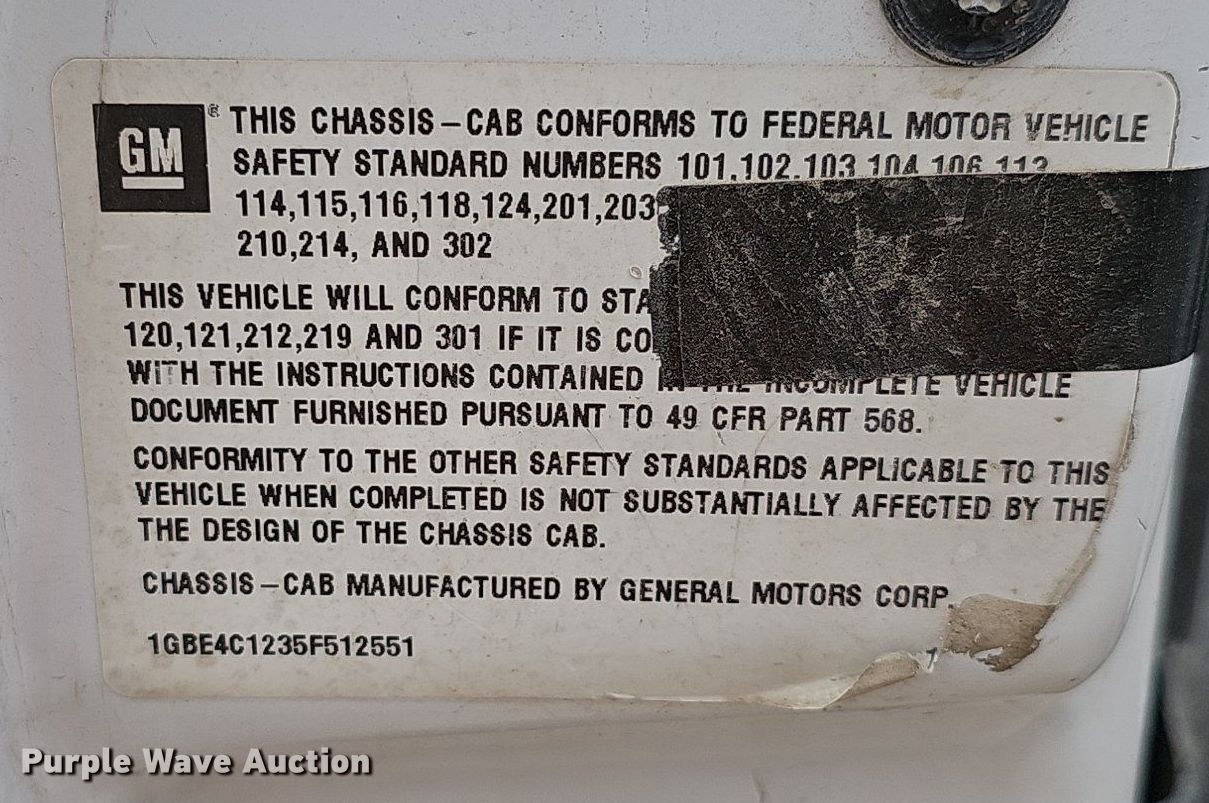 GM® THIS CHASSIS-CAB CONFORMS TO FEDERAL MOTOR VEHICLE
SAFETY STANDARD NUMBERS 101,102,103,104,106,113
114,115,116,118,124,201,203
210,214, AND 302
THIS VEHICLE WILL CONFORM TO
120,121,212,219 AND 301 IF IT IS
WITH THE INSTRUCTIONS CONTAINED IN THE INCOMPLETE VEHICLE
DOCUMENT FURNISHED PURSUANT TO 49 CFR PART 568.
CONFORMITY TO THE OTHER SAFETY STANDARDS APPLICABLE TO THIS
VEHICLE WHEN COMPLETED IS NOT SUBSTANTIALLY AFFECTED BY THE
THE DESIGN OF THE CHASSIS CAB.
CHASSIS-CAB MANUFACTURED BY GENERAL MOTORS CORP.
1GBE4C1235F512551
Purple Wave Auction